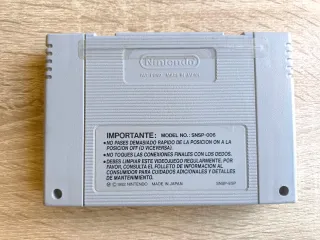 Nintendo
IMPORTANTE: MODEL NO.: SNSP-006
•NO PASES DEMASIADO RAPIDO DE LA POSICION ON A LA
POSICION OFF (O VICEVERSA).
•NO TOQUES LAS CONEXIONES FINALES CON LOS DEDOS.
•DEBES LIMPIAR ESTE VIDEOJUEGO REGULARMENTE, POR
FAVOR, CONSULTA EL FOLLETO DE INFORMACION AL
CONSUMIDOR PARA CUIDADOS ADICIONALES Y DETALLES
DE MANTENIMIENTO.
© 1992 NINTENDO MADE IN JAPAN SNSP-ESP